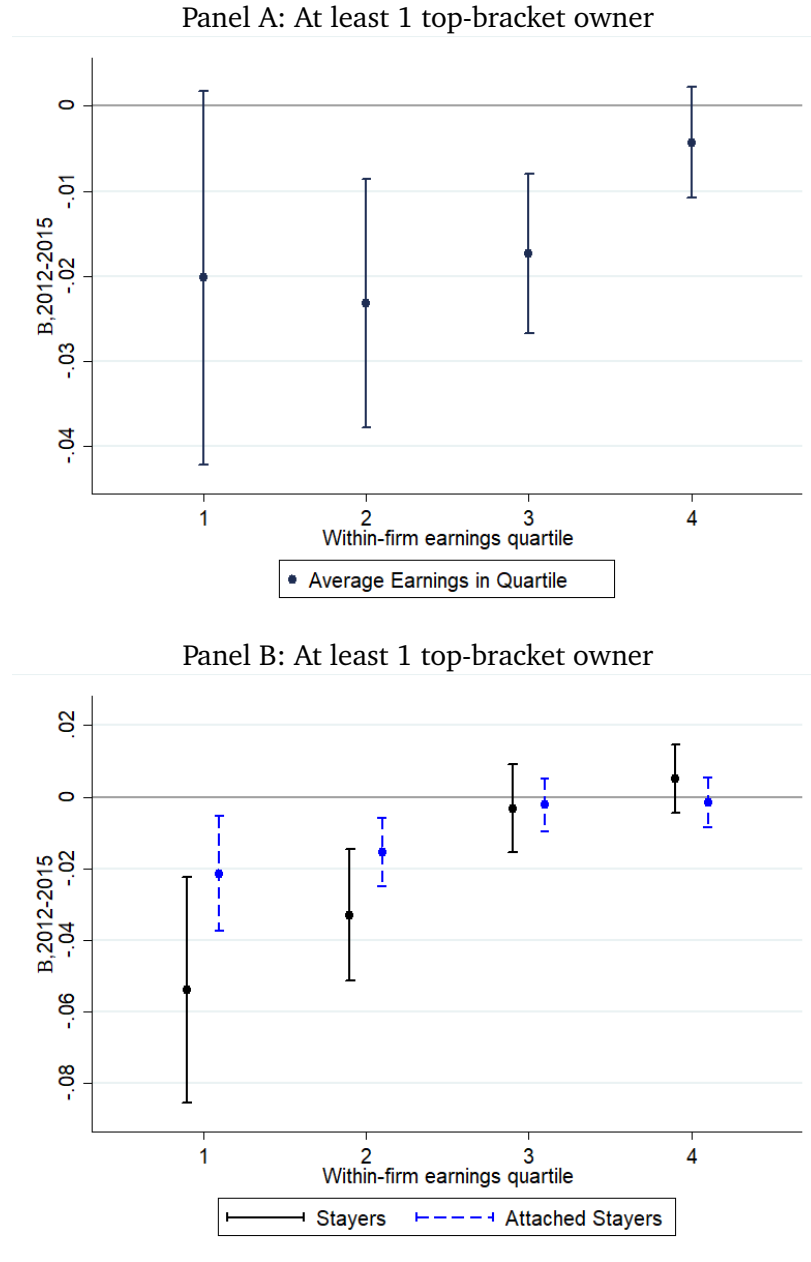 Panel A: At least 1 top-bracket owner
0
-.01
-.02
-.03
-.04
B,2012-2015
1 2 3 4
Within-firm earnings quartile
Average Earnings in Quartile
Panel B: At least 1 top-bracket owner
.02
0
-.02
-.04
-.06
-.08
B,2012-2015
1 2 3 4
Within-firm earnings quartile
Stayers Attached Stayers